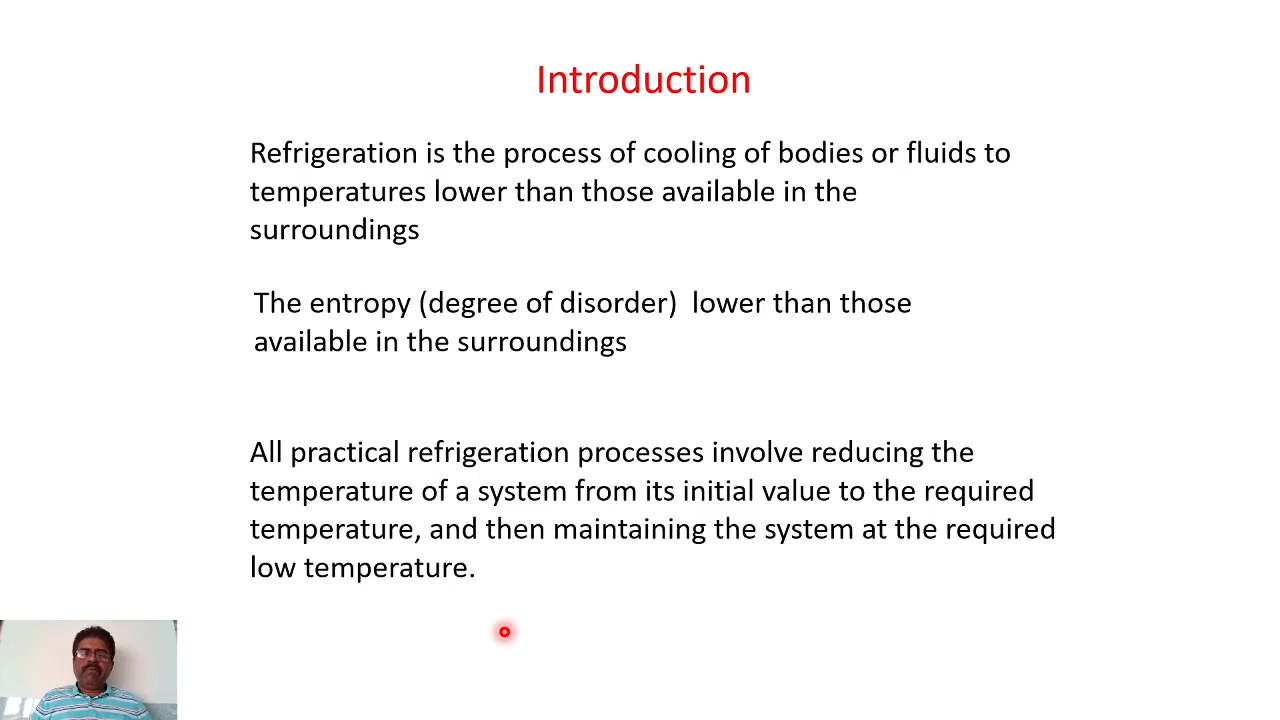 Introduction
Refrigeration is the process of cooling of bodies or fluids to
temperatures lower than those available in the
surroundings
The entropy (degree of disorder)  lower than those
available in the surroundings
All practical refrigeration processes involve reducing the
temperature of a system from its initial value to the required
temperature, and then maintaining the system at the required
low temperature.